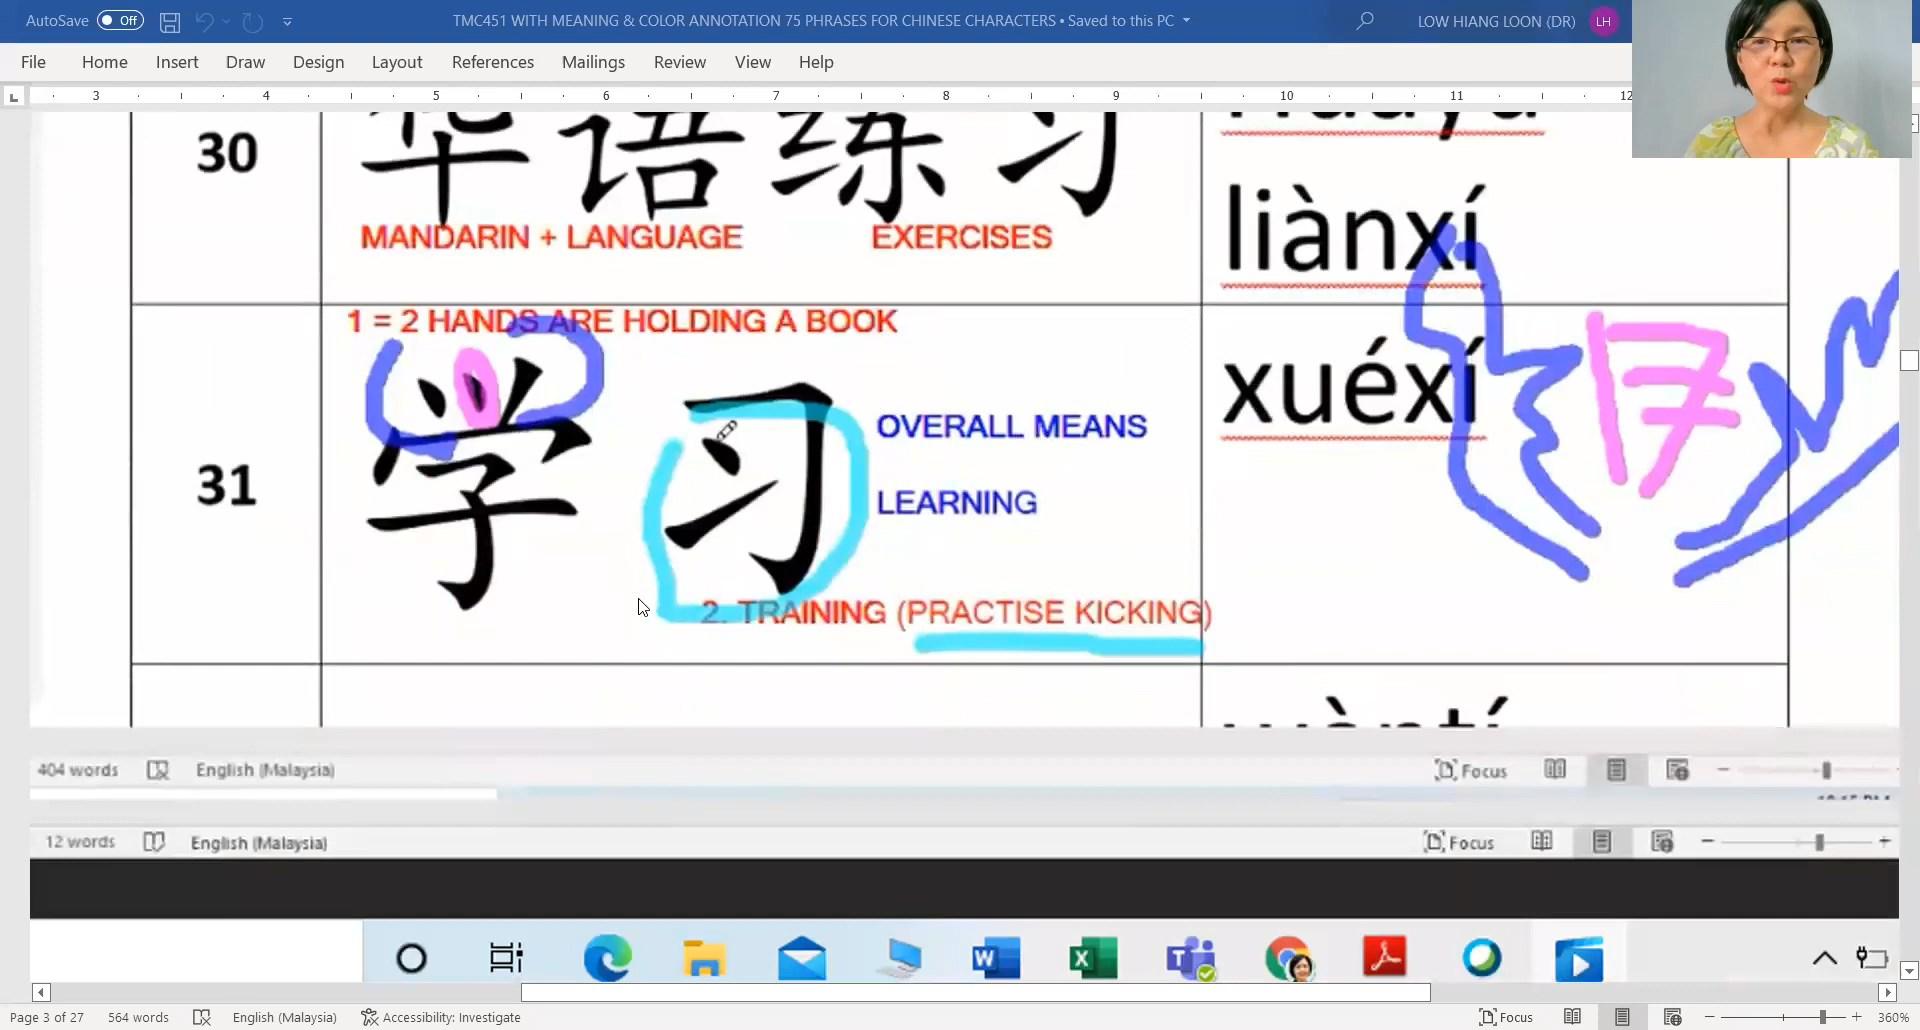 AutoSave Off TMC451 WITH MEANING & COLOR ANNOTATION 75 PHRASES FOR CHINESE CHARACTERS • Saved to this PC LOW HIANG LOON (DR) LH
File Home Insert Draw Design Layout References Mailings Review View Help
3 4 5 6 7 8 9 10 11 12
30 华语练习
liànxí
MANDARIN + LANGUAGE EXERCISES
1 = 2 HANDS ARE HOLDING A BOOK
31 学习 xuéxí
OVERALL MEANS
LEARNING
2. TRAINING (PRACTISE KICKING)
404 words English (Malaysia) Focus
12 words English (Malaysia) Focus
Page 3 of 27 564 words English (Malaysia) Accessibility: Investigate Focus 360%